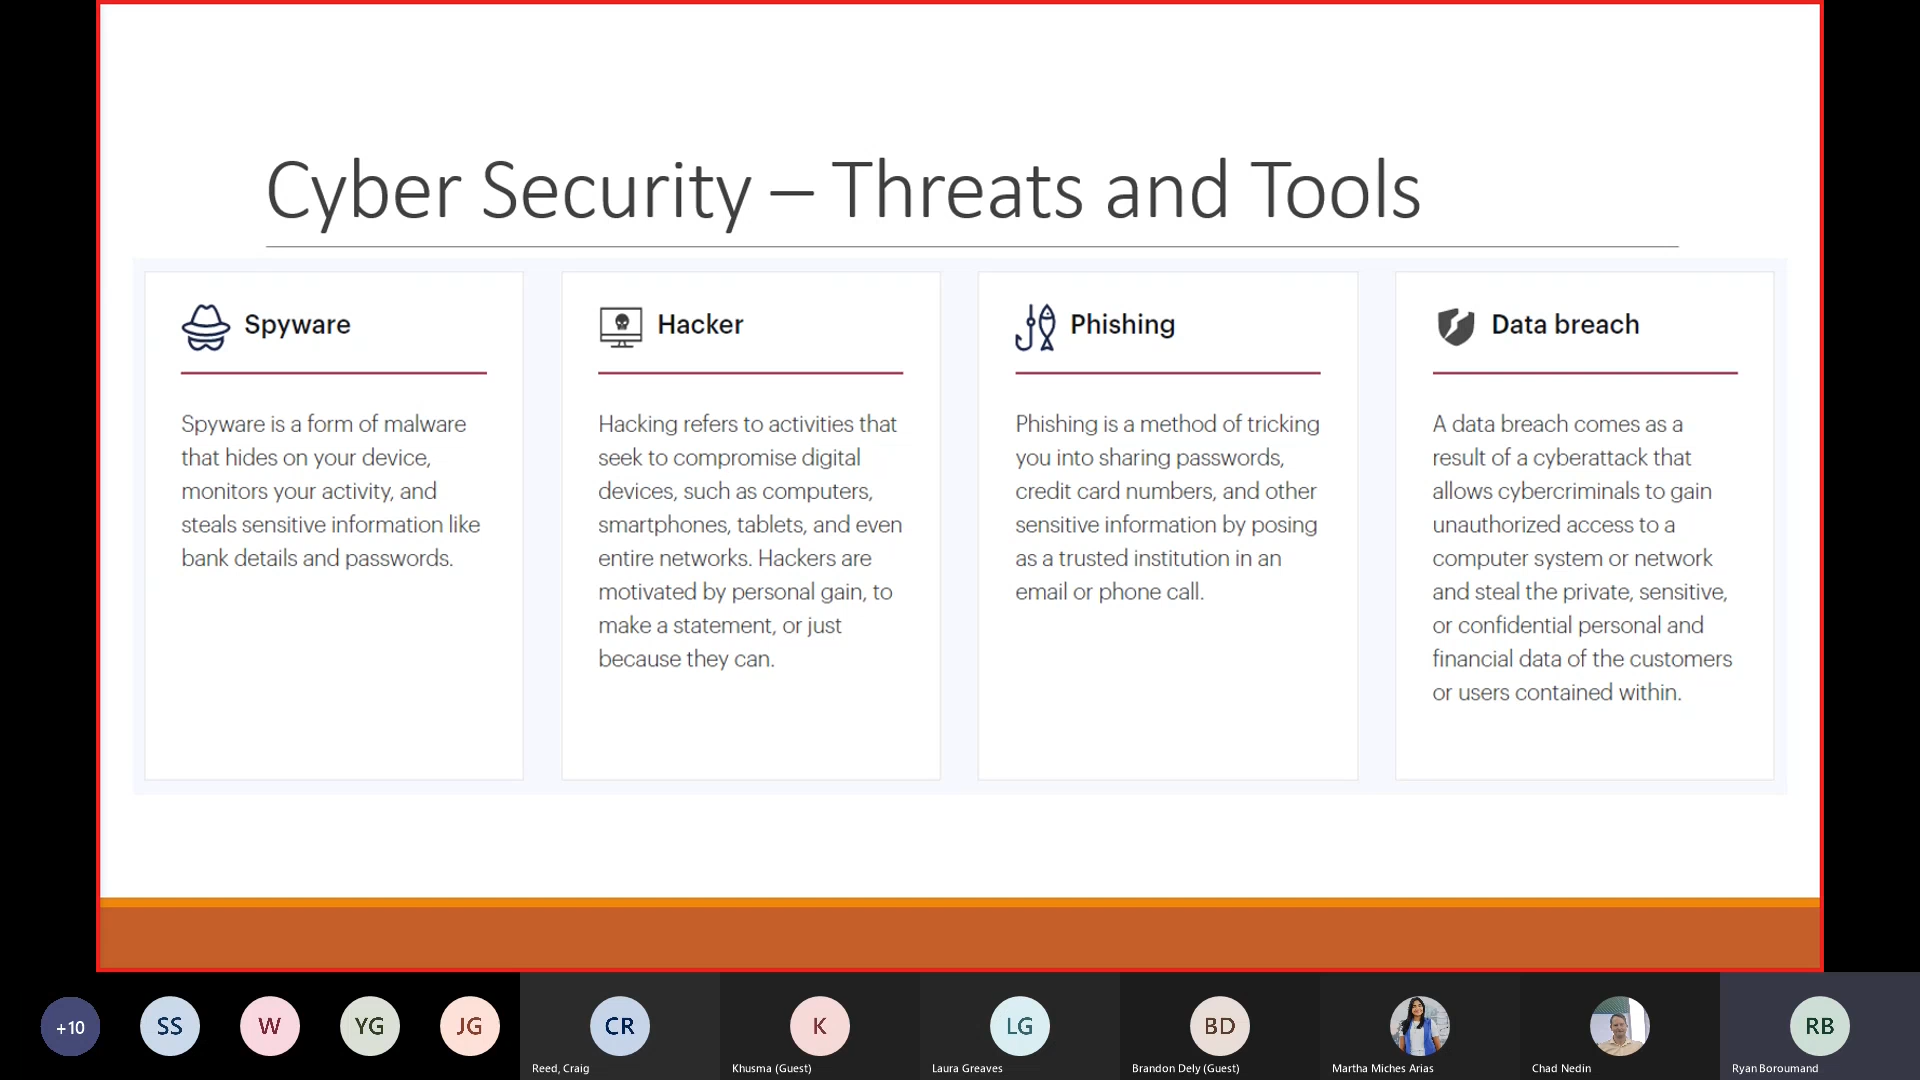 Cyber Security – Threats and Tools
Spyware
Spyware is a form of malware
that hides on your device,
monitors your activity, and
steals sensitive information like
bank details and passwords.
Hacker
Hacking refers to activities that
seek to compromise digital
devices, such as computers,
smartphones, tablets, and even
entire networks. Hackers are
motivated by personal gain, to
make a statement, or just
because they can.
Phishing
Phishing is a method of tricking
you into sharing passwords,
credit card numbers, and other
sensitive information by posing
as a trusted institution in an
email or phone call.
Data breach
A data breach comes as a
result of a cyberattack that
allows cybercriminals to gain
unauthorized access to a
computer system or network
and steal the private, sensitive,
or confidential personal and
financial data of the customers
or users contained within.
+10
SS
W
YG
JG
CR
Reed, Craig
K
Khusma (Guest)
LG
Laura Greaves
BD
Brandon Dely (Guest)
Martha Miches Arias
Chad Nedin
RB
Ryan Boroumand